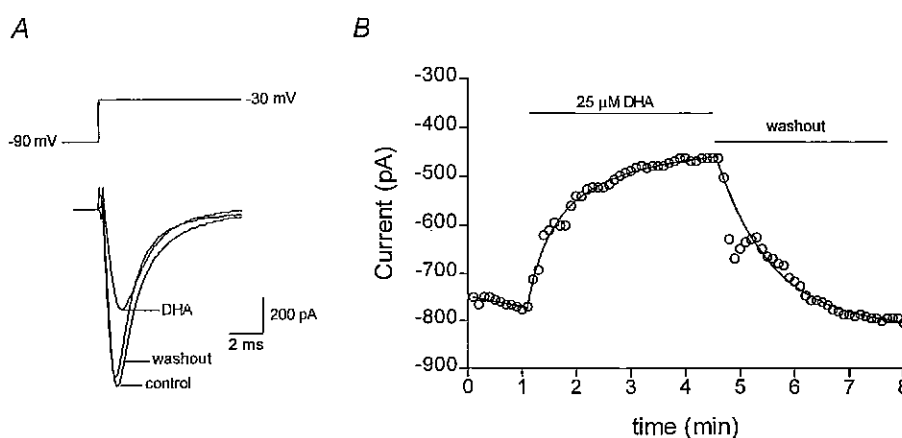 A
B
-90 mV
-30 mV
DHA
washout
control
200 pA
2 ms
Current (pA)
-300
-400
-500
-600
-700
-800
-900
25 µM DHA
washout
0 1 2 3 4 5 6 7 8
time (min)